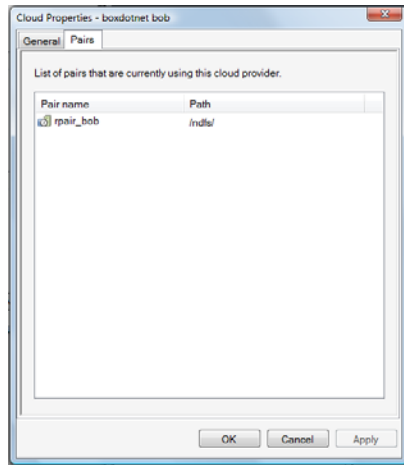 Cloud Properties - boxdotnet bob
General Pairs
List of pairs that are currently using this cloud provider.
Pair name Path
rpair_bob /ndfs/
OK Cancel Apply